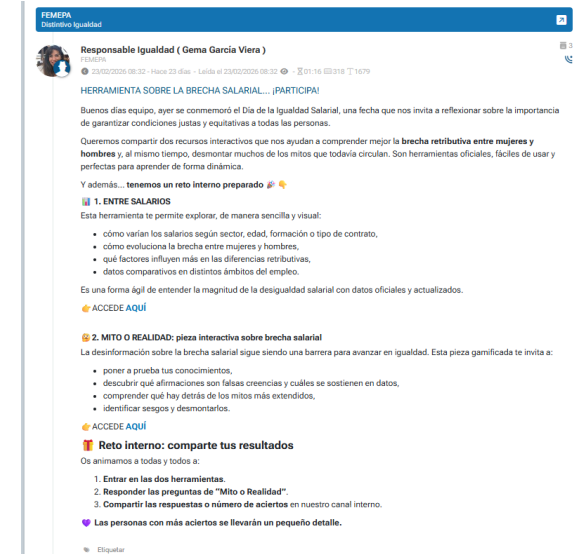 FEMEPA
Distintivo Igualdad
Responsable Igualdad ( Gema García Viera )
FEMEPA
23/02/2026 08:32 - Hace 23 días - Leída el 23/02/2026 08:32 - 01:16 318 1679
3
HERRAMIENTA SOBRE LA BRECHA SALARIAL... ¡PARTICIPA!
Buenos días equipo, ayer se conmemoró el Día de la Igualdad Salarial, una fecha que nos invita a reflexionar sobre la importancia
de garantizar condiciones justas y equitativas a todas las personas.
Queremos compartir dos recursos interactivos que nos ayudan a comprender mejor la brecha retributiva entre mujeres y
hombres y, al mismo tiempo, desmontar muchos de los mitos que todavía circulan. Son herramientas oficiales, fáciles de usar y
perfectas para aprender de forma dinámica.
Y además... tenemos un reto interno preparado 🎉 👇
📊 1. ENTRE SALARIOS
Esta herramienta te permite explorar, de manera sencilla y visual:
• cómo varían los salarios según sector, edad, formación o tipo de contrato,
• cómo evoluciona la brecha entre mujeres y hombres,
• qué factores influyen más en las diferencias retributivas,
• datos comparativos en distintos ámbitos del empleo.
Es una forma ágil de entender la magnitud de la desigualdad salarial con datos oficiales y actualizados.
👉 ACCEDE AQUÍ
2. MITO O REALIDAD: pieza interactiva sobre brecha salarial
La desinformación sobre la brecha salarial sigue siendo una barrera para avanzar en igualdad. Esta pieza gamificada te invita a:
• poner a prueba tus conocimientos,
• descubrir qué afirmaciones son falsas creencias y cuáles se sostienen en datos,
• comprender qué hay detrás de los mitos más extendidos,
• identificar sesgos y desmontarlos.
👉 ACCEDE AQUÍ
🎁 Reto interno: comparte tus resultados
Os animamos a todas y todos a:
1. Entrar en las dos herramientas.
2. Responder las preguntas de "Mito o Realidad".
3. Compartir las respuestas o número de aciertos en nuestro canal interno.
💜 Las personas con más aciertos se llevarán un pequeño detalle.
Etiquetar